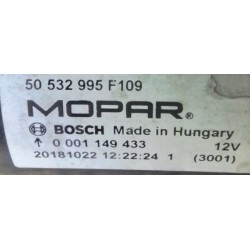 50 532 995 F109
MOPAR®
BOSCH Made in Hungary
↑ 0 001 149 433 12V
20181022 12:22:24 1 (3001)